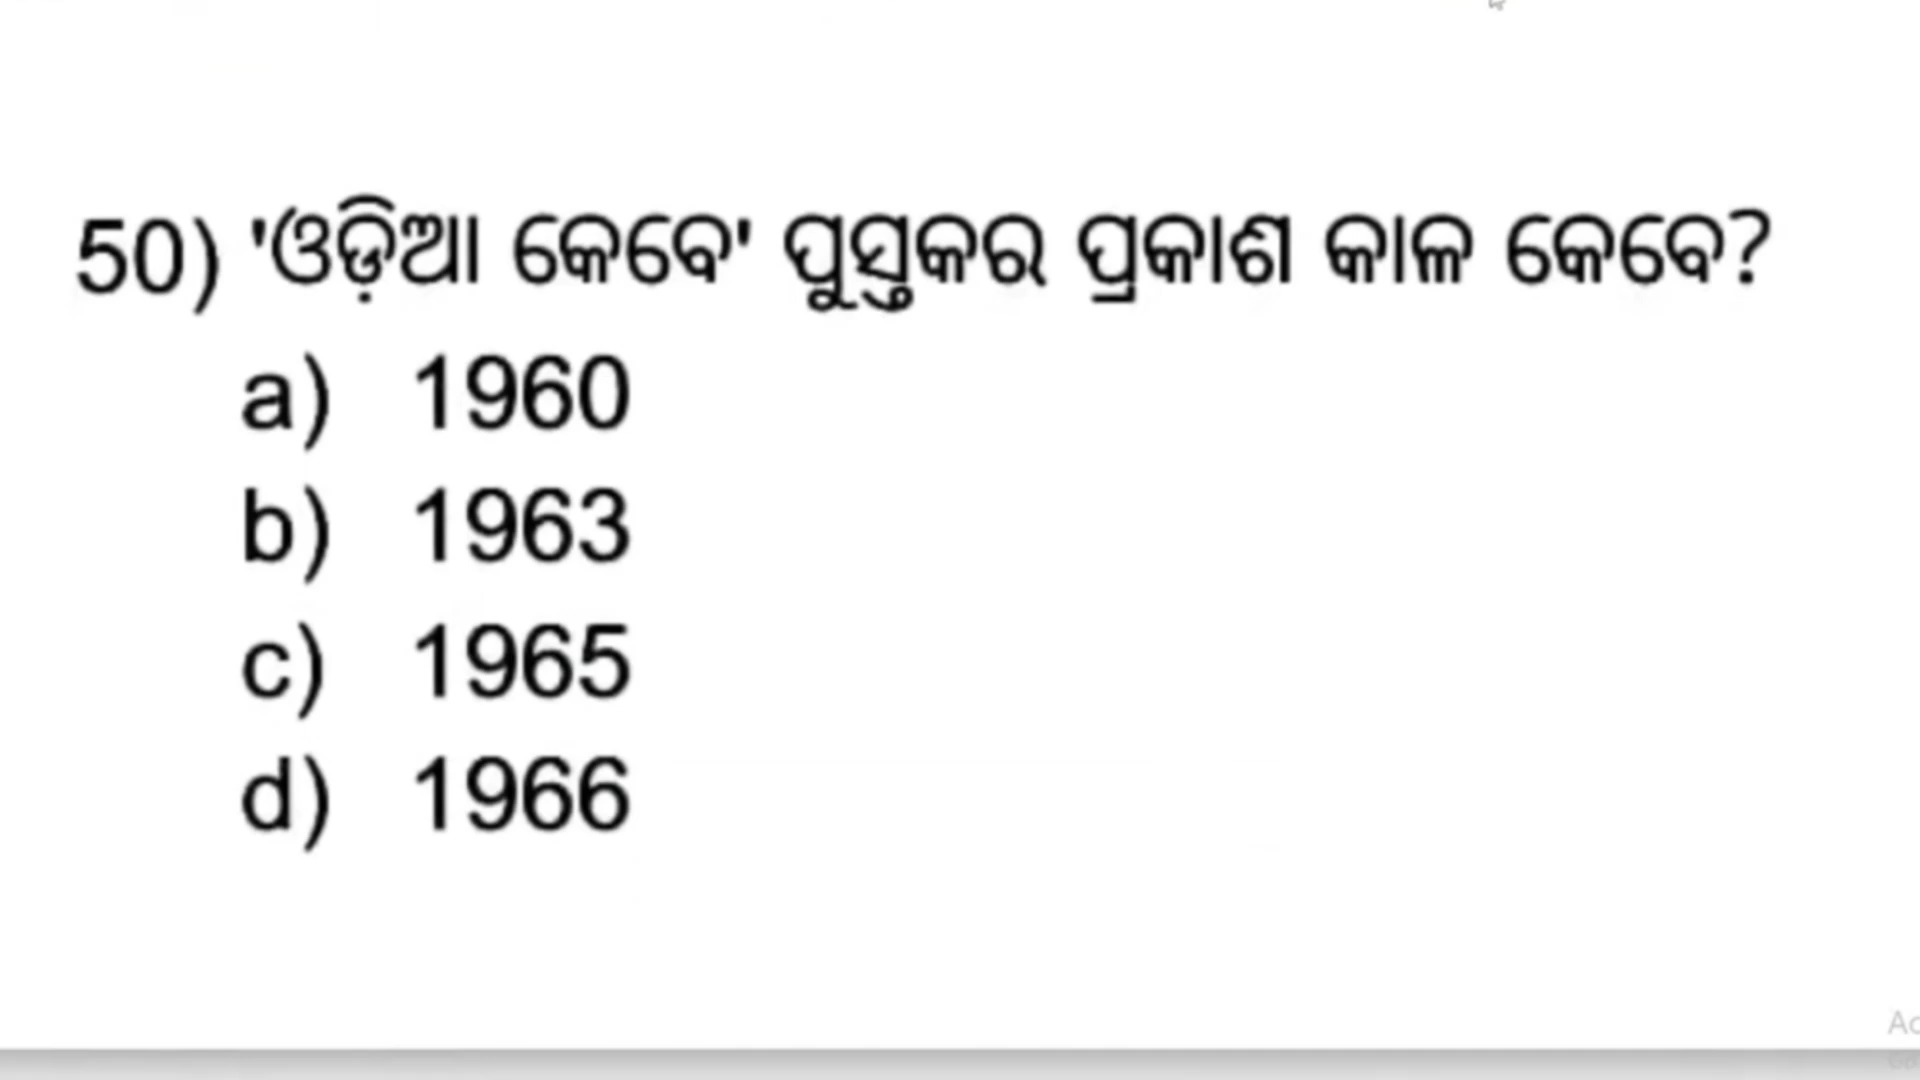 50) 'ଓଡ଼ିଆ କେବେ' ପୁସ୍ତକର ପ୍ରକାଶ କାଳ କେବେ?
a) 1960
b) 1963
c) 1965
d) 1966